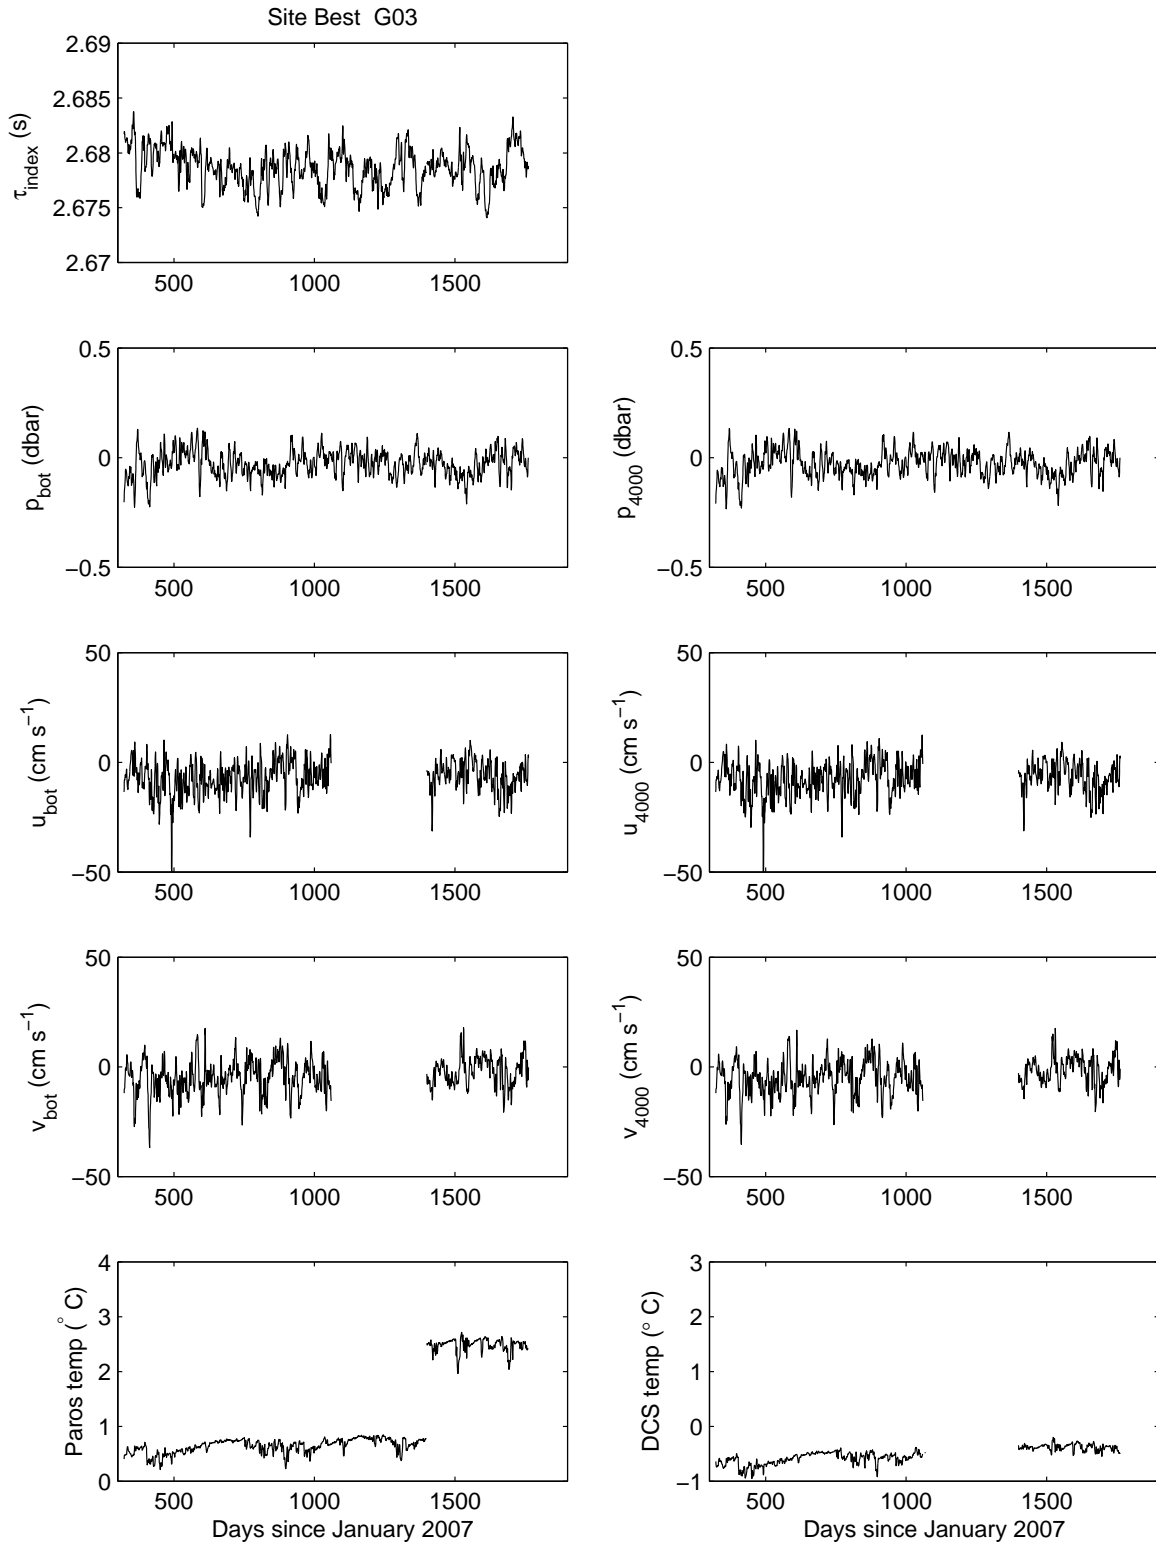 Site Best G03
2.69
2.685
2.68
2.675
2.67
τindex (s)
500 1000 1500
0.5
0
−0.5
pbot (dbar)
500 1000 1500
0.5
0
−0.5
p4000 (dbar)
500 1000 1500
50
0
−50
ubot (cm s−1)
500 1000 1500
50
0
−50
u4000 (cm s−1)
500 1000 1500
50
0
−50
vbot (cm s−1)
500 1000 1500
50
0
−50
v4000 (cm s−1)
500 1000 1500
4
3
2
1
0
Paros temp (° C)
500 1000 1500
Days since January 2007
3
2
1
0
−1
DCS temp (° C)
500 1000 1500
Days since January 2007